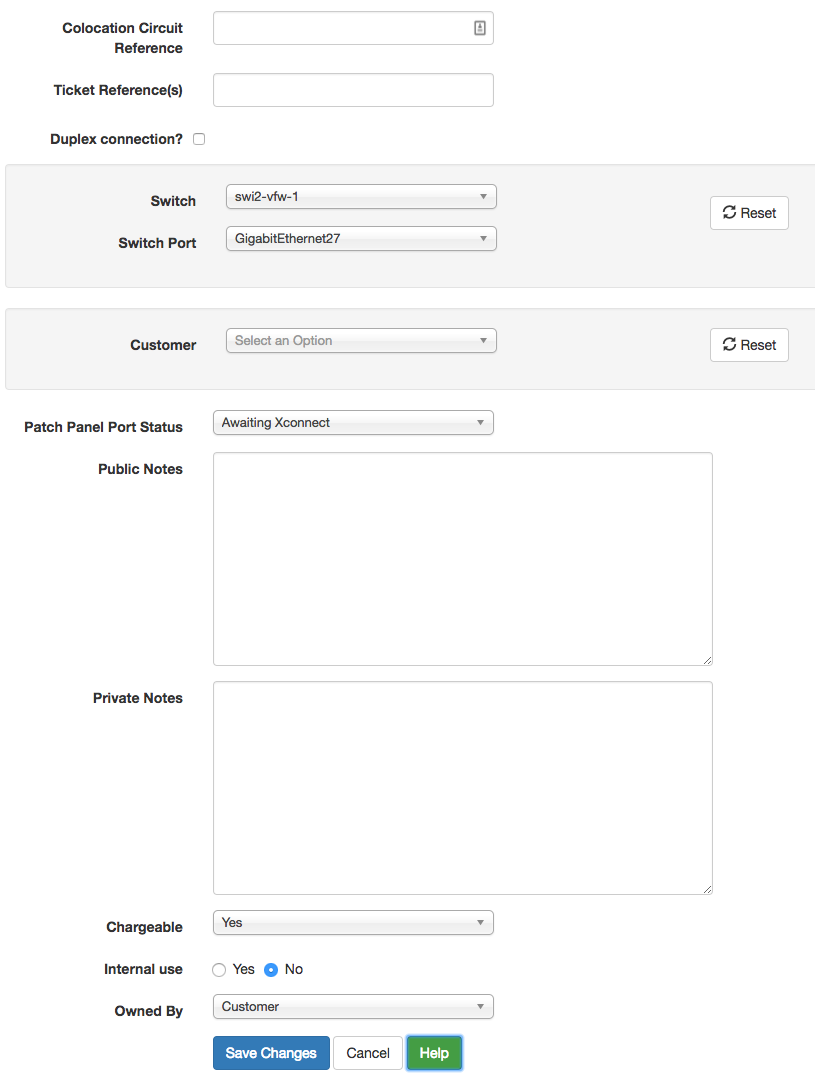 Colocation Circuit
Reference
Ticket Reference(s)
Duplex connection?
Switch
swi2-vfw-1
Reset
Switch Port
GigabitEthernet27
Customer
Select an Option
Reset
Patch Panel Port Status
Awaiting Xconnect
Public Notes
Private Notes
Chargeable
Yes
Internal use
Yes
No
Owned By
Customer
Save Changes
Cancel
Help